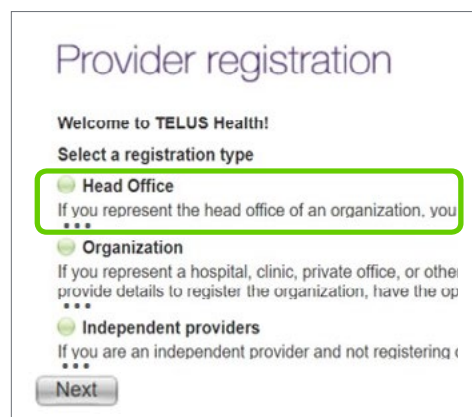 Provider registration
Welcome to TELUS Health!
Select a registration type
Head Office
If you represent the head office of an organization, you
•••
Organization
If you represent a hospital, clinic, private office, or other
provide details to register the organization, have the op
•••
Independent providers
If you are an independent provider and not registering
•••
Next